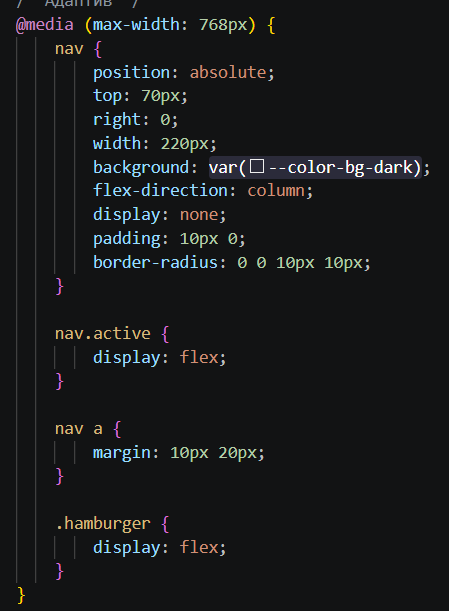 /* Адаптив */
@media (max-width: 768px) {
nav {
position: absolute;
top: 70px;
right: 0;
width: 220px;
background: var(--color-bg-dark);
flex-direction: column;
display: none;
padding: 10px 0;
border-radius: 0 0 10px 10px;
}
nav.active {
display: flex;
}
nav a {
margin: 10px 20px;
}
.hamburger {
display: flex;
}
}